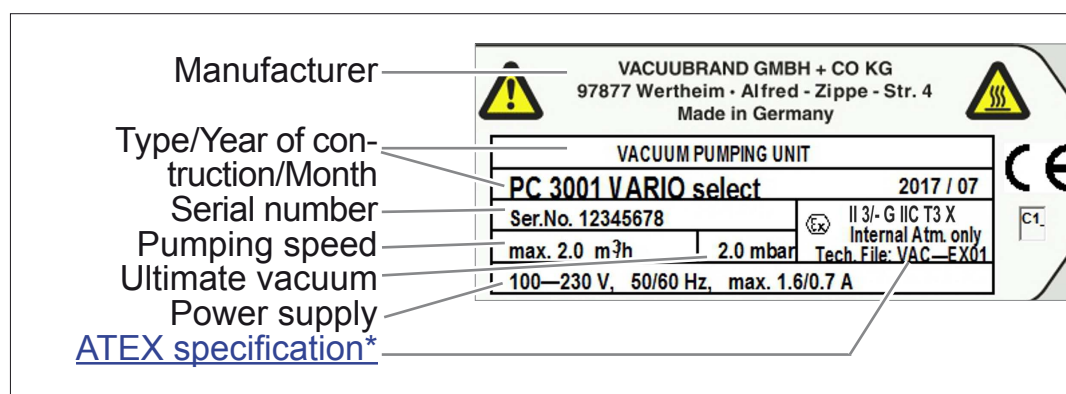 Manufacturer
Type/Year of con-
truction/Month
Serial number
Pumping speed
Ultimate vacuum
Power supply
ATEX specification*
VACUUBRAND GMBH + CO KG
97877 Wertheim · Alfred - Zippe - Str. 4
Made in Germany
VACUUM PUMPING UNIT
PC 3001 VARIO select 2017 / 07
Ser.No. 12345678
max. 2.0 m³h 2.0 mbar
Ex II 3/- G IIC T3 X
Internal Atm. only
Tech. File: VAC—EX01
100—230 V, 50/60 Hz, max. 1.6/0.7 A
CE
C1_